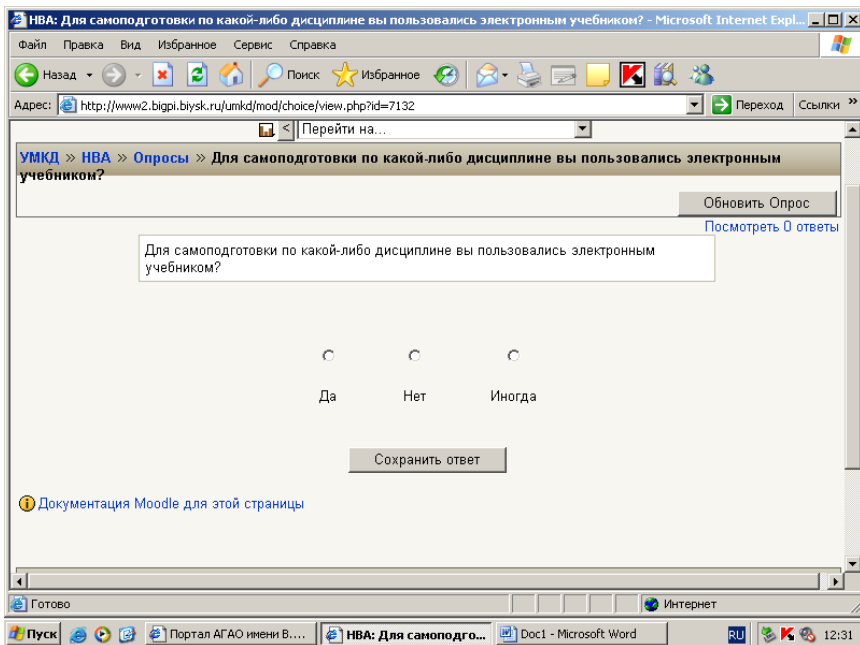 НВА: Для самоподготовки по какой-либо дисциплине вы пользовались электронным учебником? - Microsoft Internet Expl...
Файл Правка Вид Избранное Сервис Справка
Назад Поиск Избранное
Адрес: http://www2.bigpi.biysk.ru/umkd/mod/choice/view.php?id=7132 Переход Ссылки »
< Перейти на...
УМКД » НВА » Опросы » Для самоподготовки по какой-либо дисциплине вы пользовались электронным
учебником?
Обновить Опрос
Посмотреть 0 ответы
Для самоподготовки по какой-либо дисциплине вы пользовались электронным
учебником?
Да Нет Иногда
Сохранить ответ
Документация Moodle для этой страницы
Готово Интернет
Пуск Портал АГАО имени В.... НВА: Для самоподго... Doc1 - Microsoft Word RU 12:31